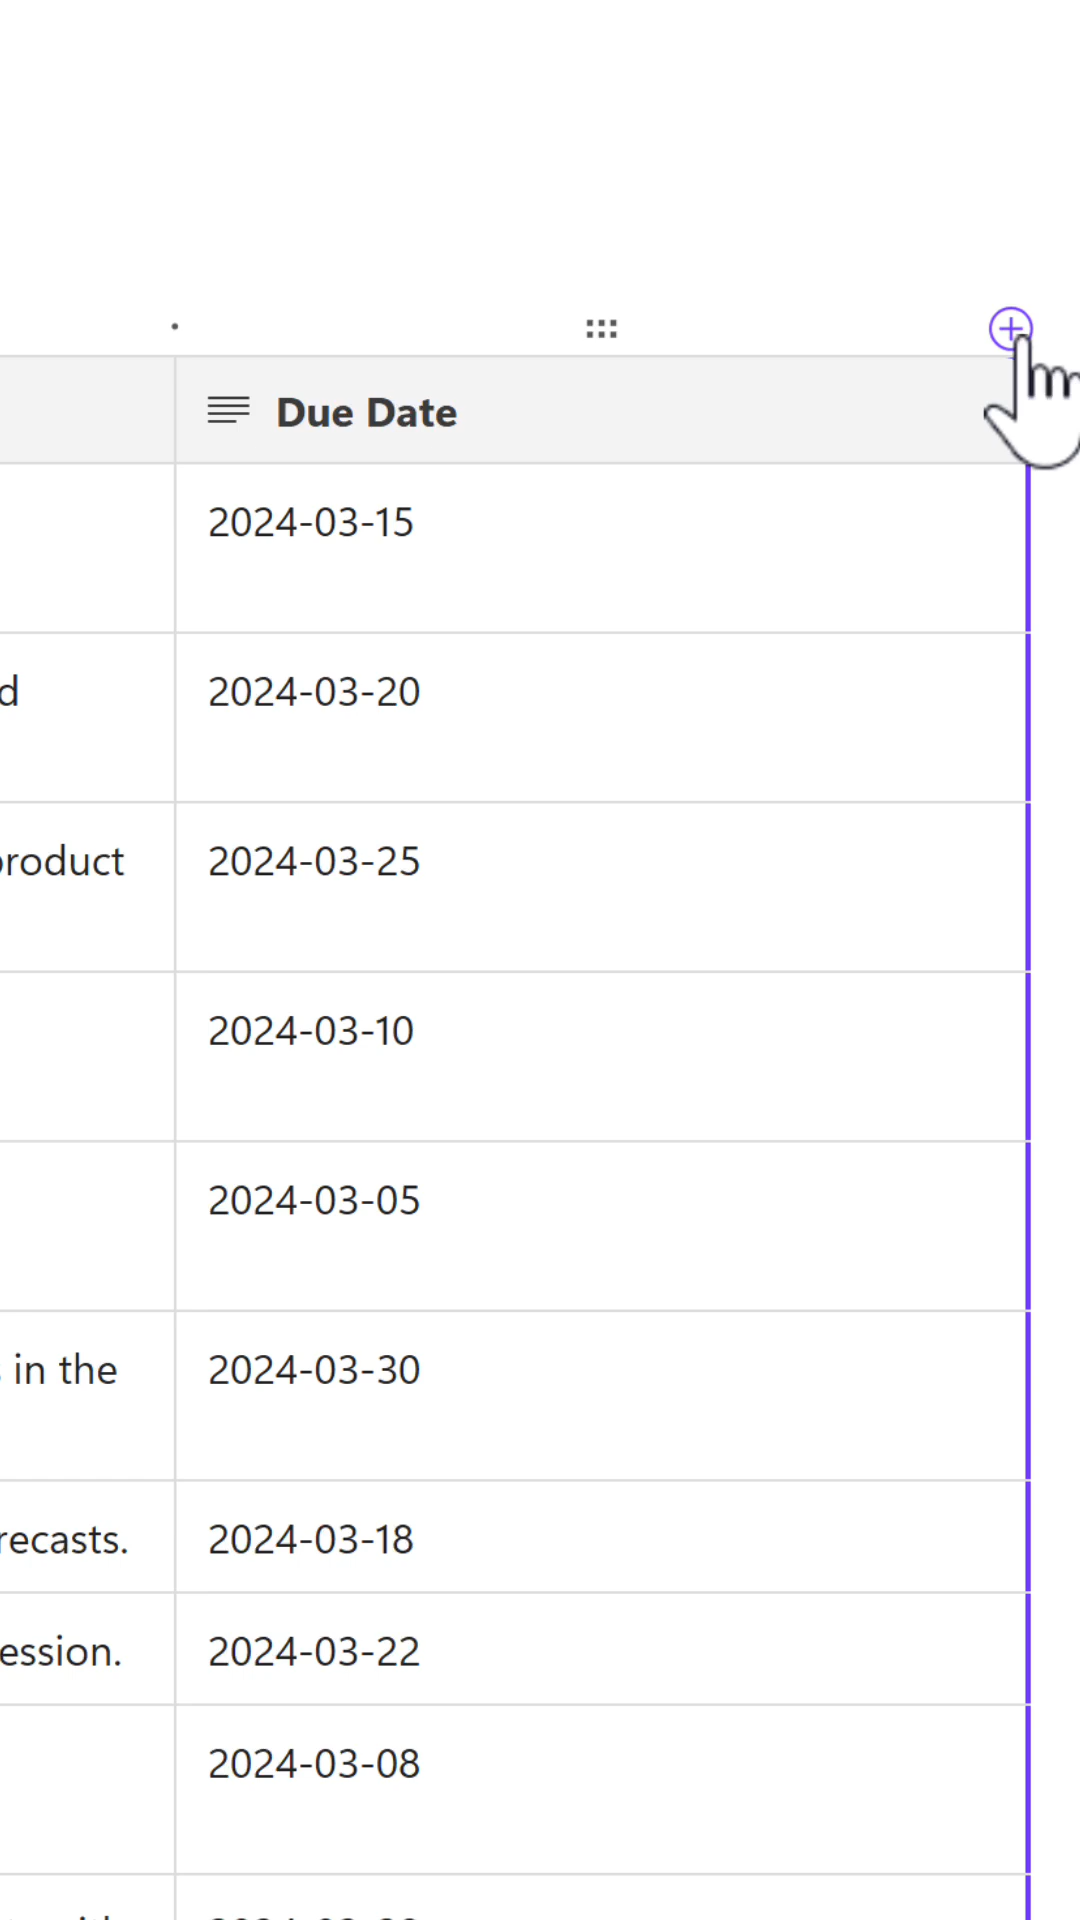 Due Date
2024-03-15
d 2024-03-20
product 2024-03-25
2024-03-10
2024-03-05
in the 2024-03-30
recasts. 2024-03-18
ession. 2024-03-22
2024-03-08